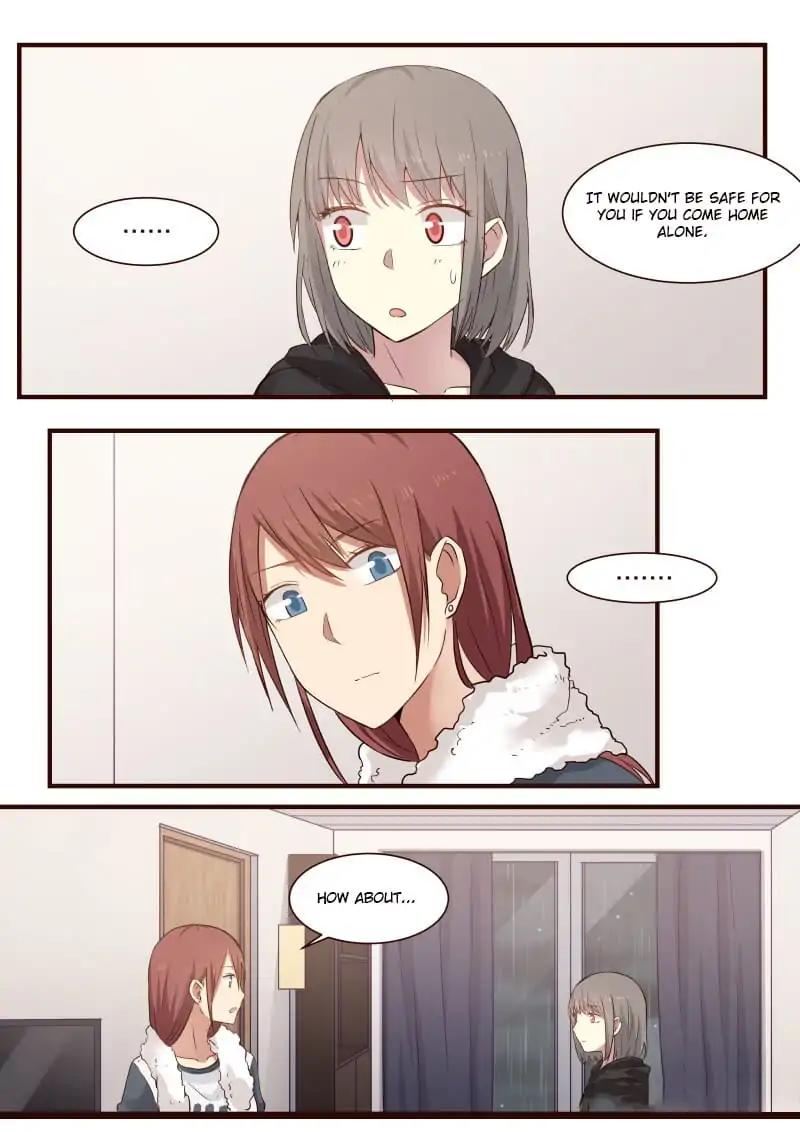 ......
IT WOULDN'T BE SAFE FOR
YOU IF YOU COME HOME
ALONE.
.......
HOW ABOUT...